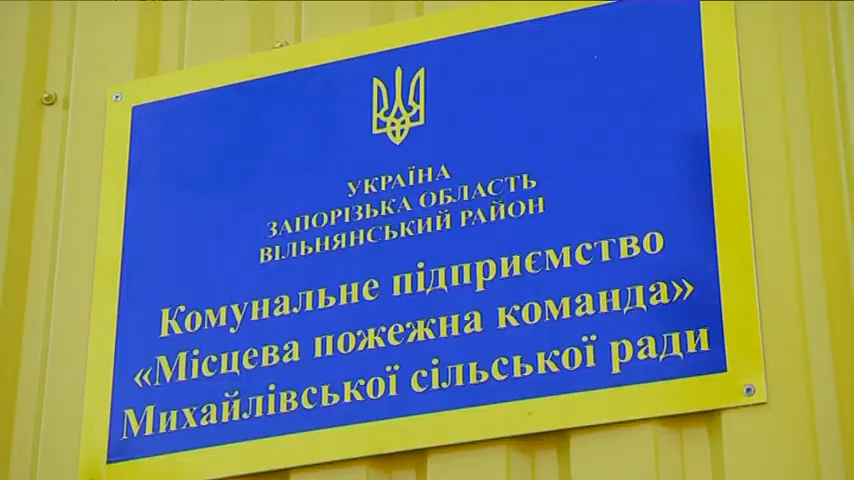 УКРАЇНА
ЗАПОРІЗЬКА ОБЛАСТЬ
ВІЛЬНЯНСЬКИЙ РАЙОН
Комунальне підприємство
«Місцева пожежна команда»
Михайлівської сільської ради